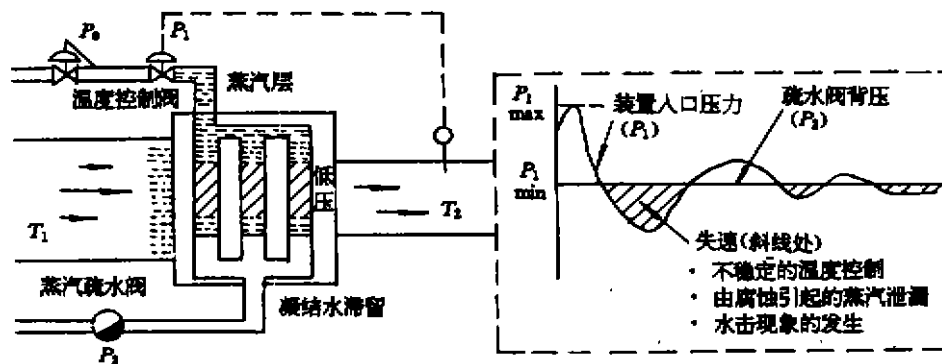 P₀
P₁
温度控制阀
蒸汽层
低压
T₁
T₂
蒸汽疏水阀
凝结水滞留
P₂
P₁
max
装置入口压力
(P₁)
疏水阀背压
(P₂)
P₁
min
失速(斜线处)
· 不稳定的温度控制
· 由腐蚀引起的蒸汽泄漏
· 水击现象的发生